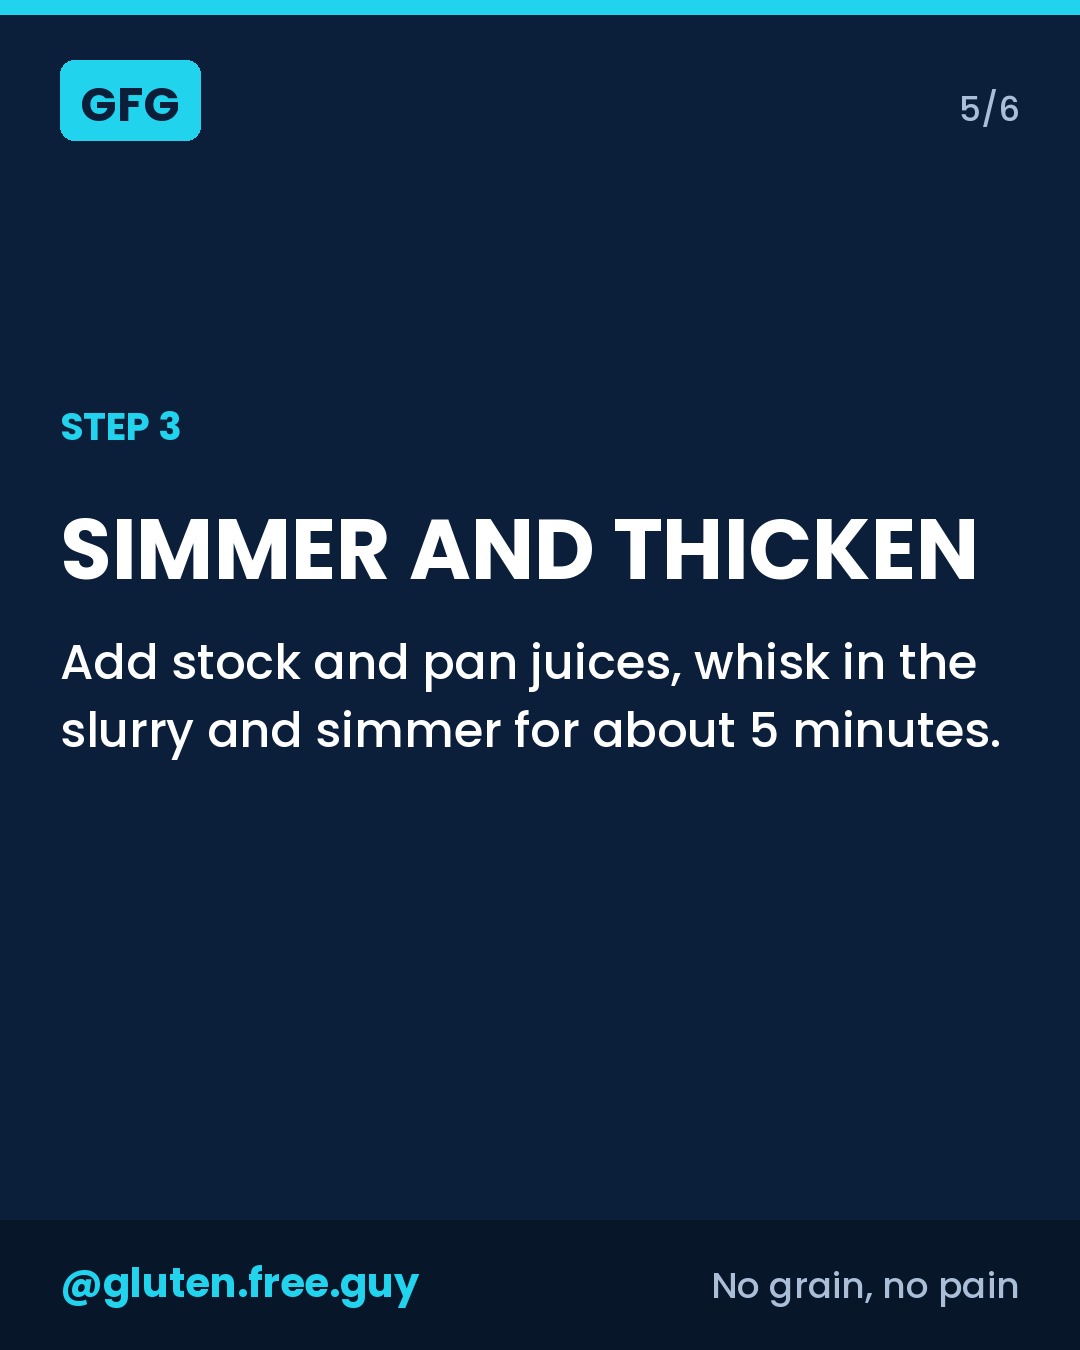 GFG
5/6
STEP 3
SIMMER AND THICKEN
Add stock and pan juices, whisk in the
slurry and simmer for about 5 minutes.
@gluten.free.guy
No grain, no pain